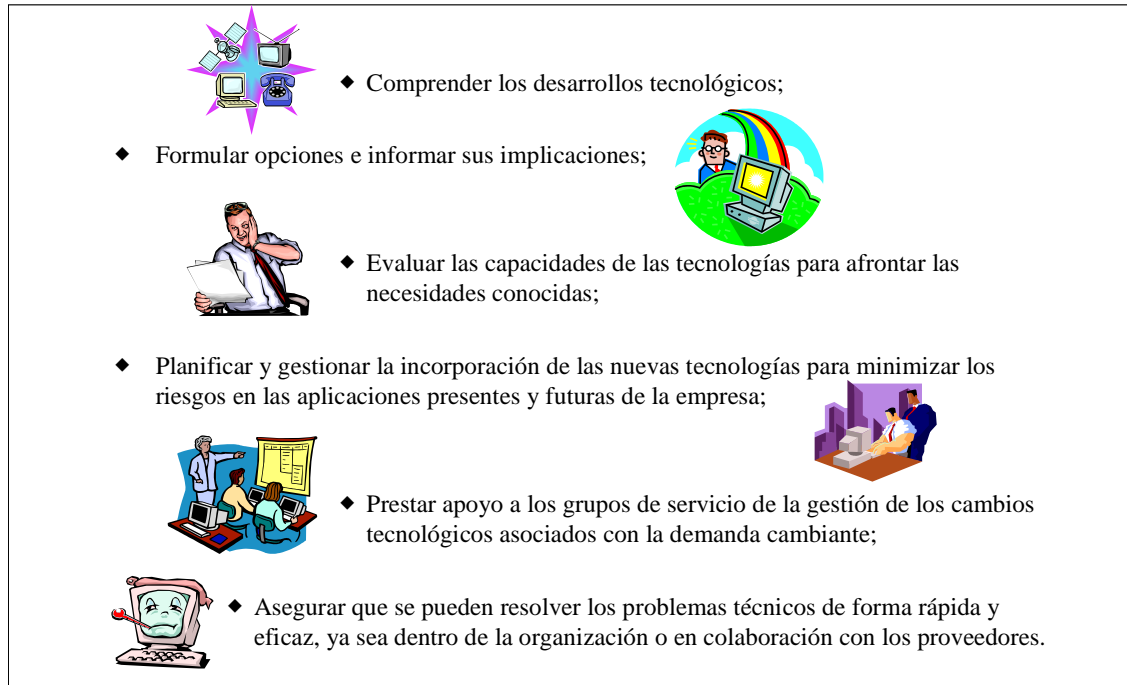 ◆ Comprender los desarrollos tecnológicos;
◆ Formular opciones e informar sus implicaciones;
◆ Evaluar las capacidades de las tecnologías para afrontar las
necesidades conocidas;
◆ Planificar y gestionar la incorporación de las nuevas tecnologías para minimizar los
riesgos en las aplicaciones presentes y futuras de la empresa;
◆ Prestar apoyo a los grupos de servicio de la gestión de los cambios
tecnológicos asociados con la demanda cambiante;
◆ Asegurar que se pueden resolver los problemas técnicos de forma rápida y
eficaz, ya sea dentro de la organización o en colaboración con los proveedores.